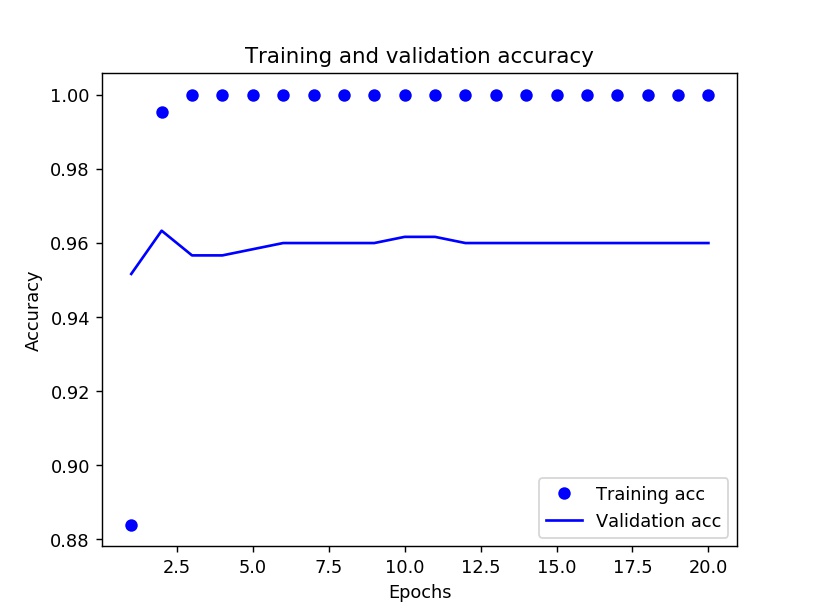 Training and validation accuracy
1.00
0.98
0.96
0.94
0.92
0.90
0.88
Accuracy
Training acc
Validation acc
2.5 5.0 7.5 10.0 12.5 15.0 17.5 20.0
Epochs